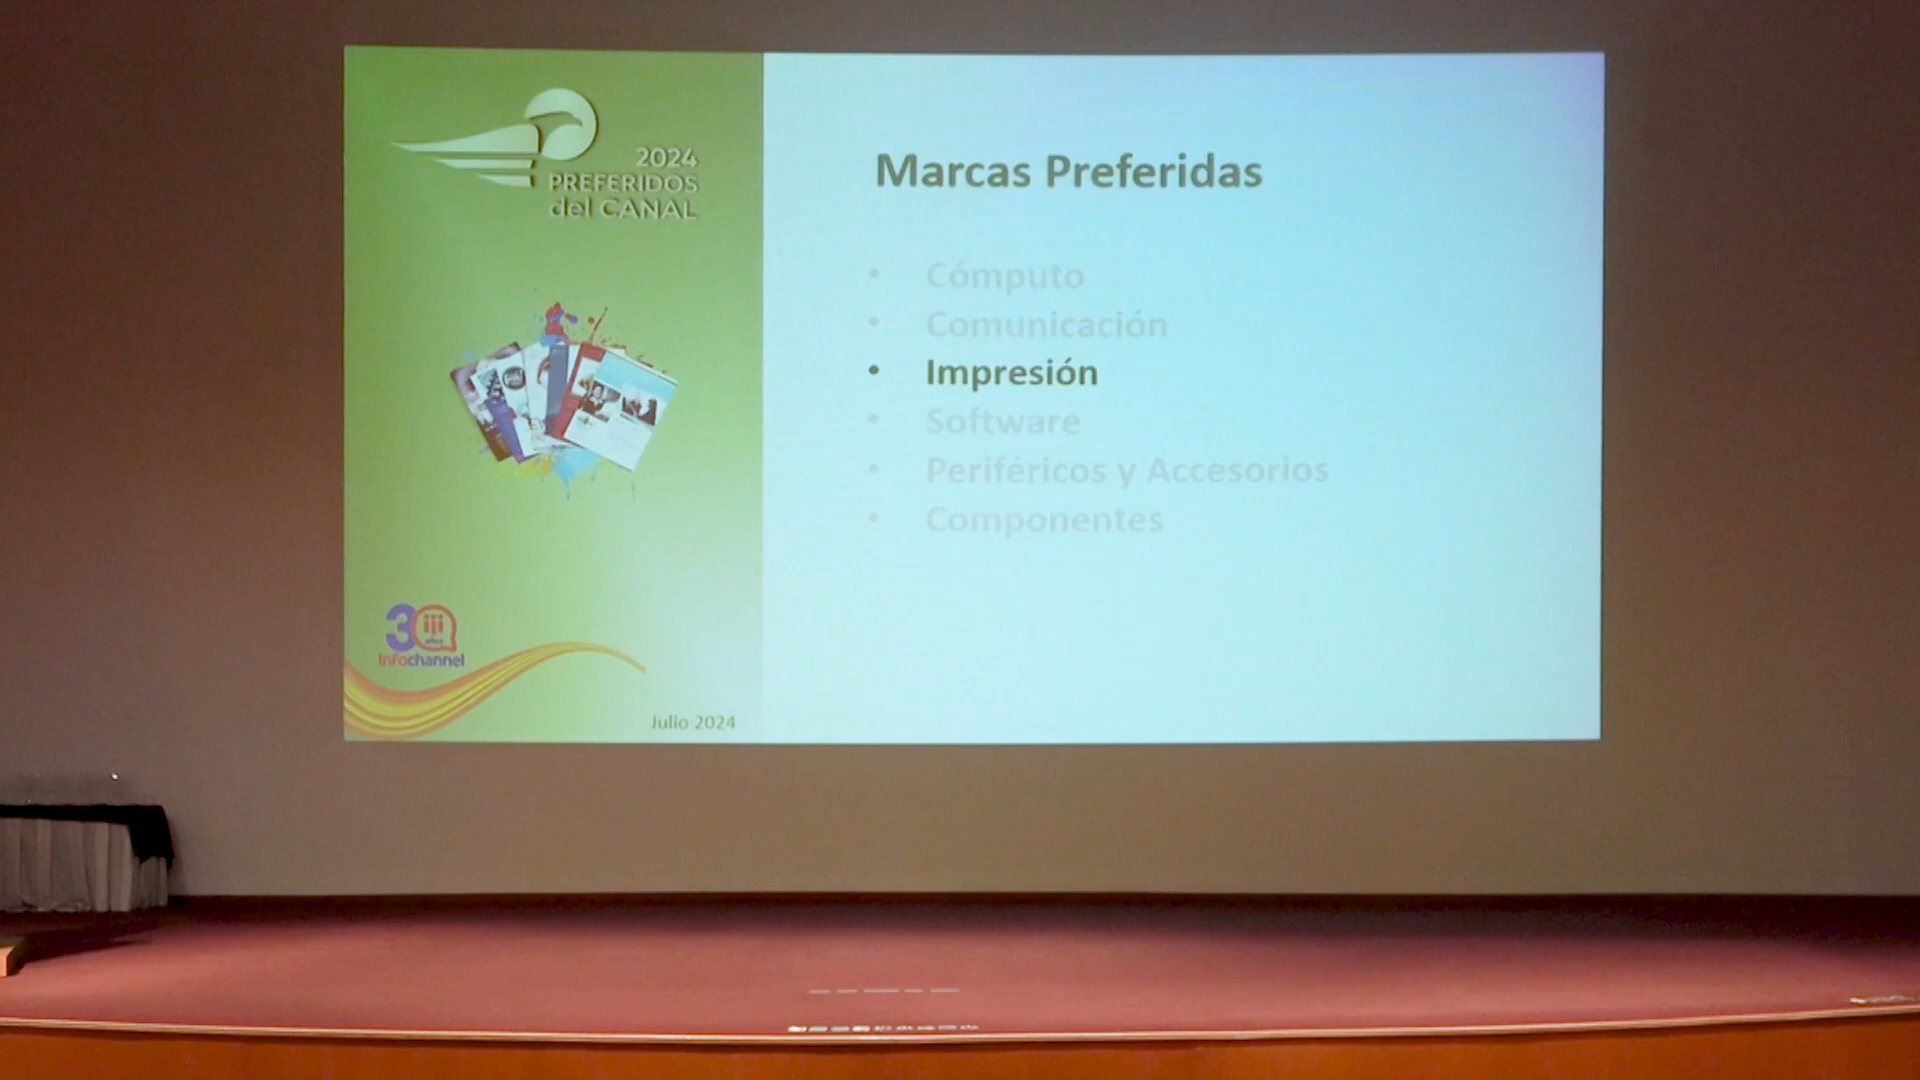 2024
PREFERIDOS
del CANAL
Marcas Preferidas
• Cómputo
• Comunicación
• Impresión
• Software
• Periféricos y Accesorios
• Componentes
30
años
Infochannel
Julio 2024